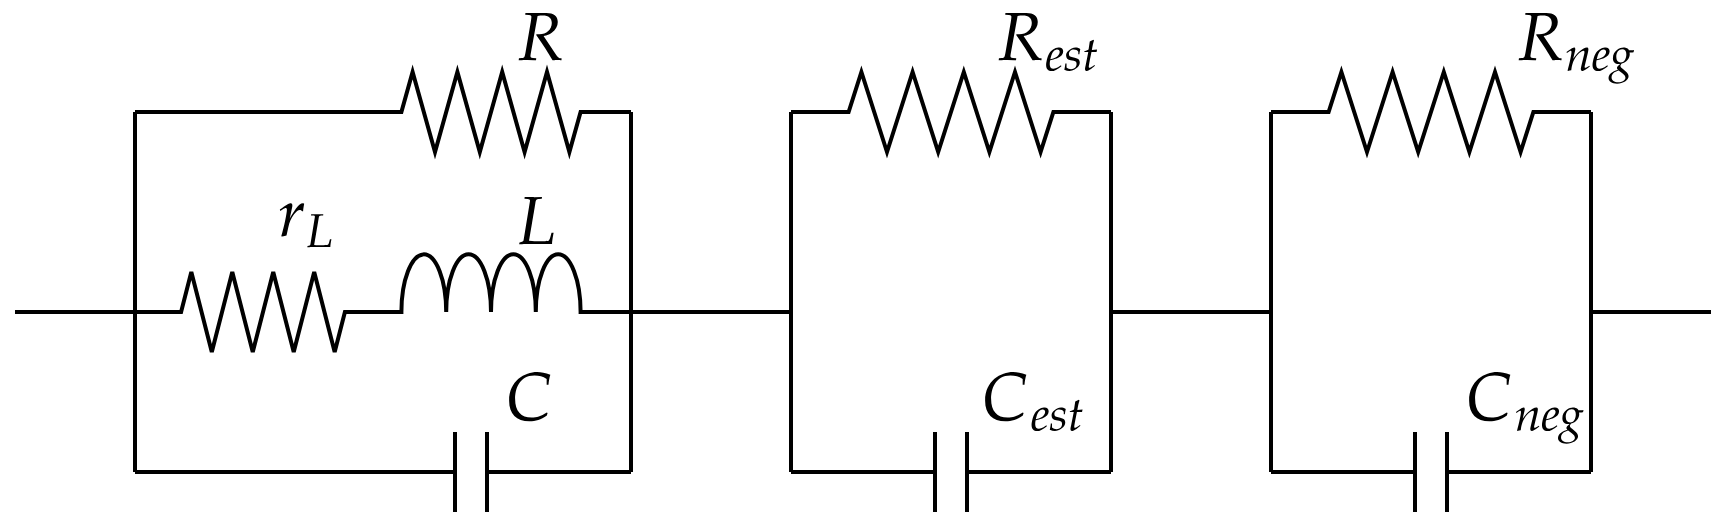 R
R_est
R_neg
r_L
L
C
C_est
C_neg